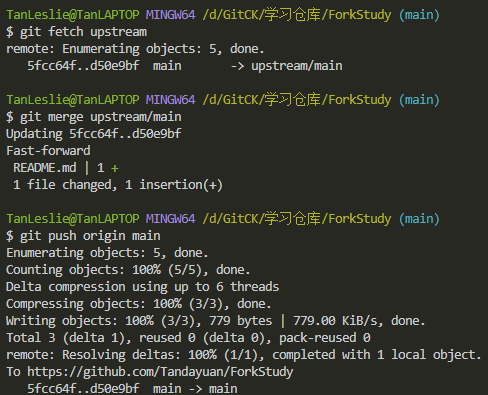 TanLeslie@TanLAPTOP MINGW64 /d/GitCK/学习仓库/ForkStudy (main)
$ git fetch upstream
remote: Enumerating objects: 5, done.
   5fcc64f..d50e9bf  main       -> upstream/main
TanLeslie@TanLAPTOP MINGW64 /d/GitCK/学习仓库/ForkStudy (main)
$ git merge upstream/main
Updating 5fcc64f..d50e9bf
Fast-forward
 README.md | 1 +
 1 file changed, 1 insertion(+)
TanLeslie@TanLAPTOP MINGW64 /d/GitCK/学习仓库/ForkStudy (main)
$ git push origin main
Enumerating objects: 5, done.
Counting objects: 100% (5/5), done.
Delta compression using up to 6 threads
Compressing objects: 100% (3/3), done.
Writing objects: 100% (3/3), 779 bytes | 779.00 KiB/s, done.
Total 3 (delta 1), reused 0 (delta 0), pack-reused 0
remote: Resolving deltas: 100% (1/1), completed with 1 local object.
To https://github.com/Tandayuan/ForkStudy
   5fcc64f..d50e9bf  main -> main